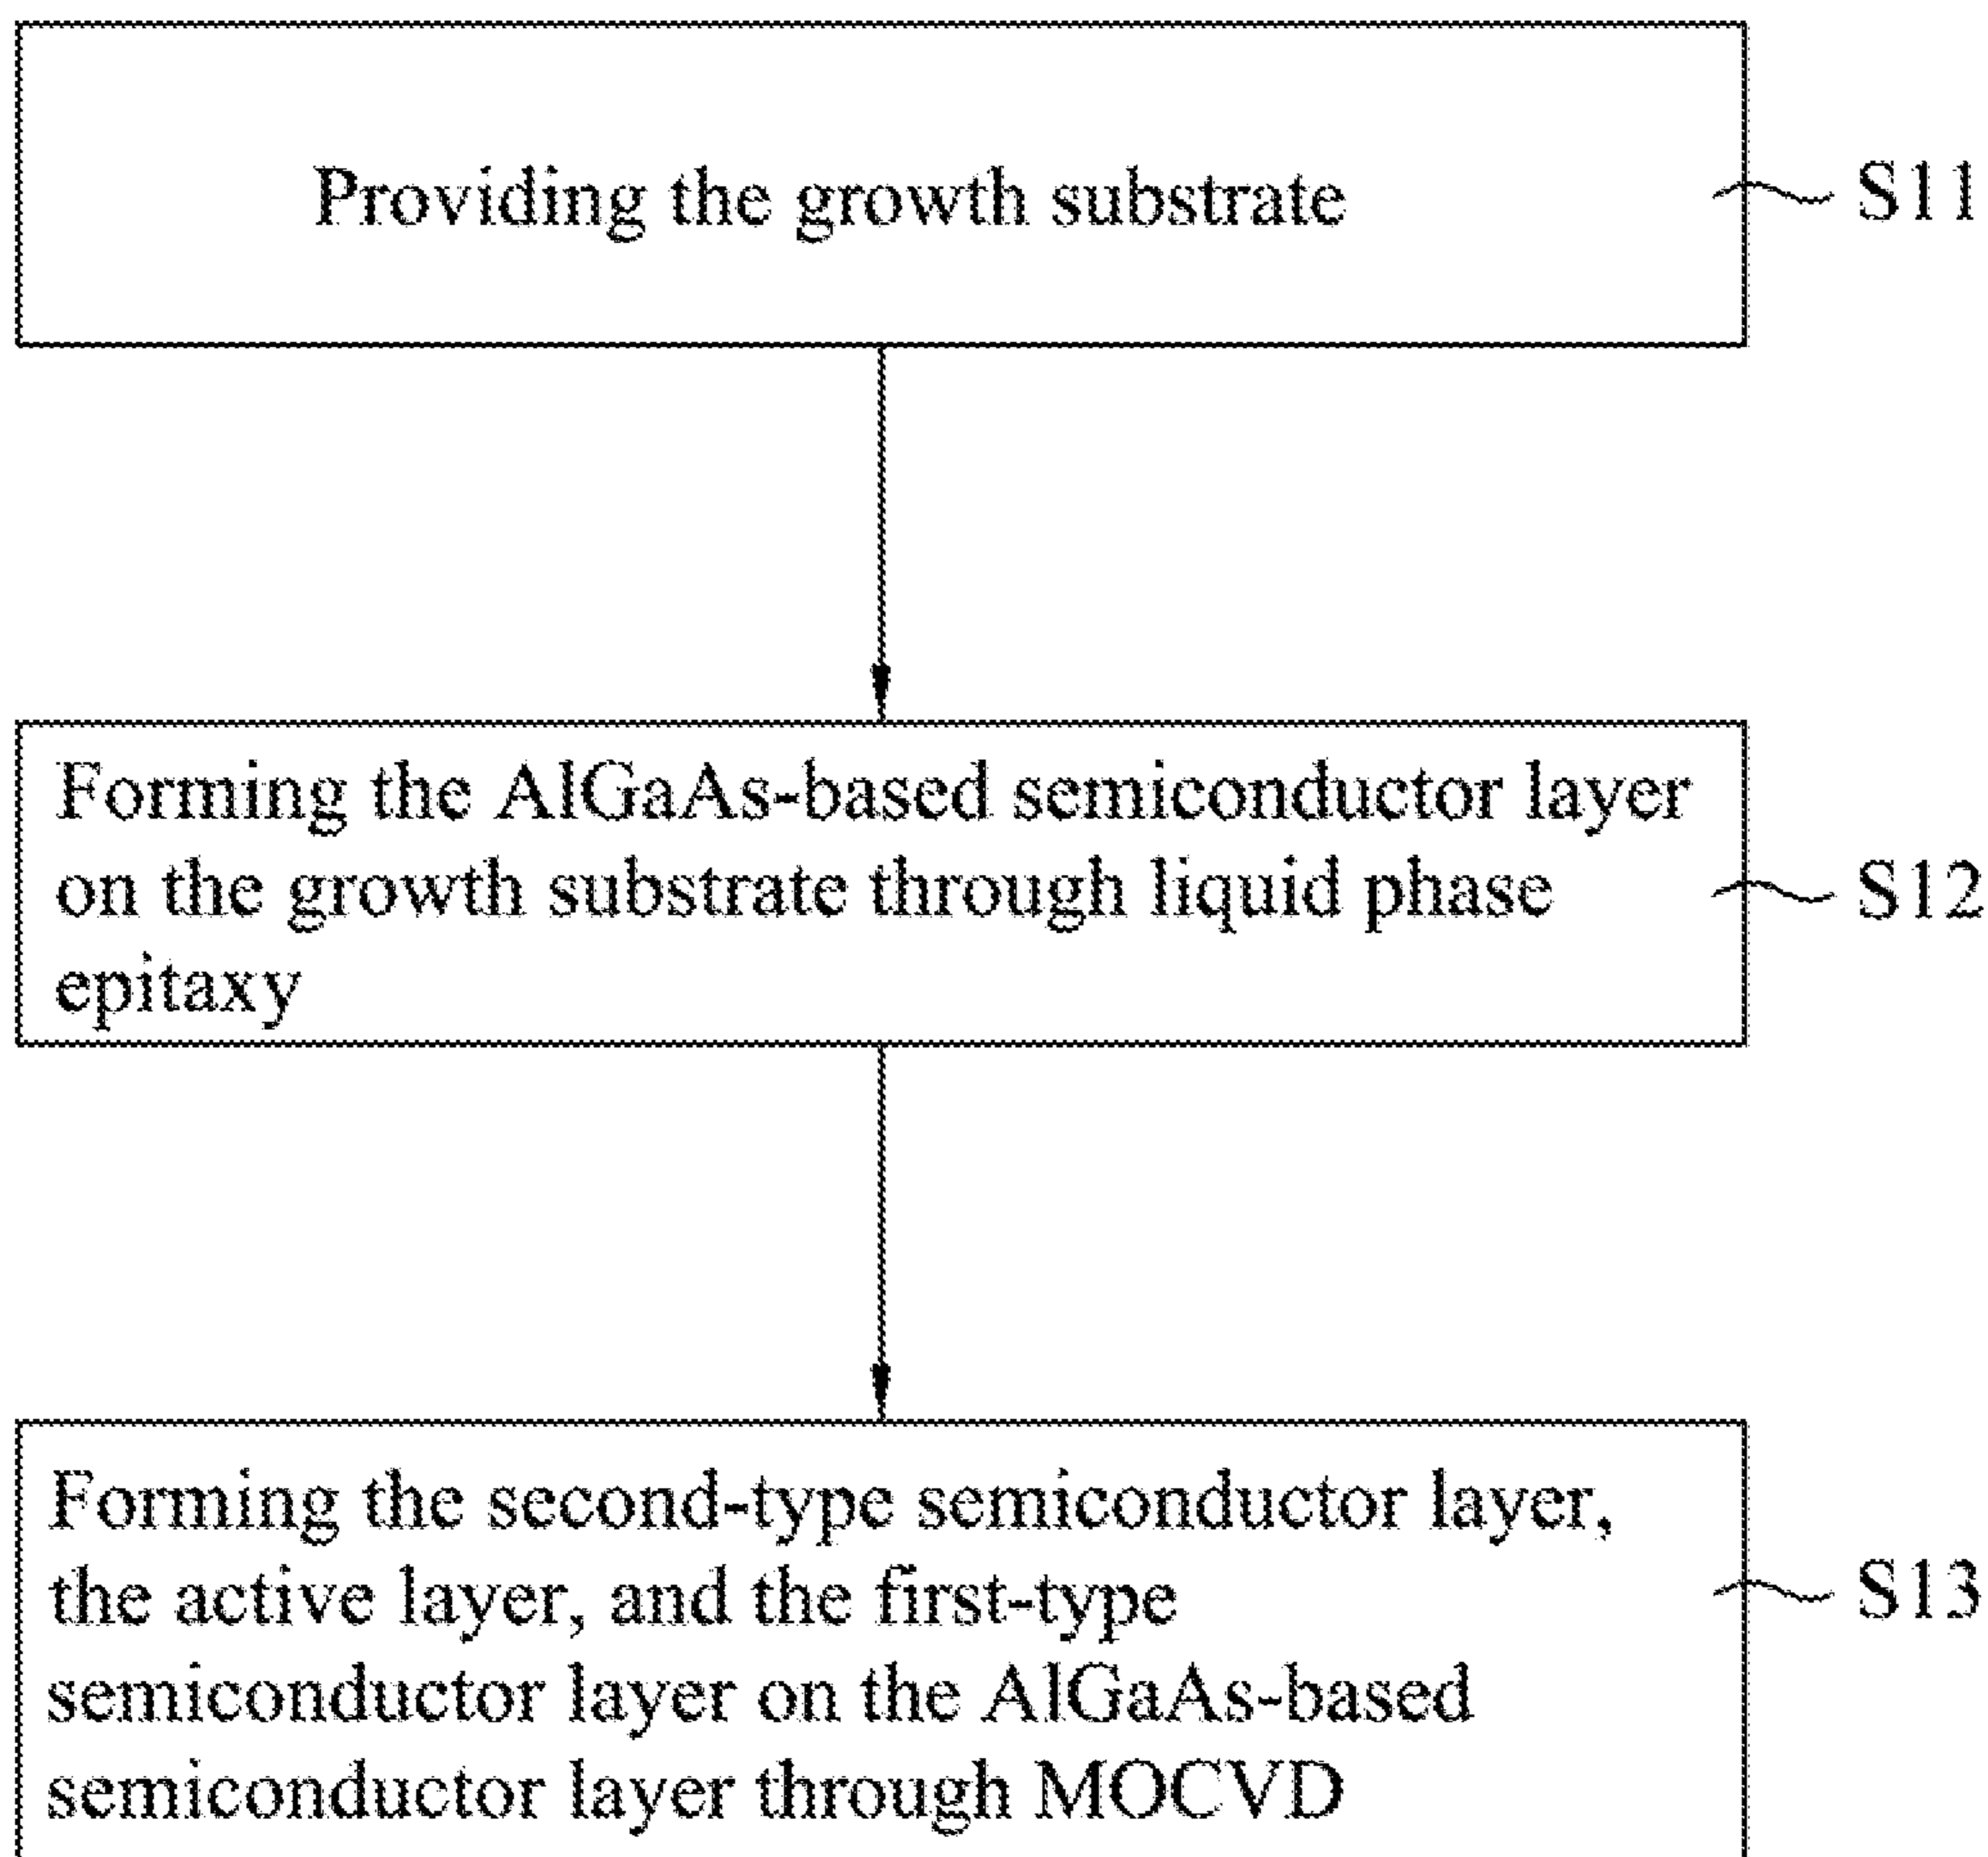 Providing the growth substrate
S11
Forming the AlGaAs-based semiconductor layer
on the growth substrate through liquid phase
epitaxy
S12
Forming the second-type semiconductor layer,
the active layer, and the first-type
semiconductor layer on the AlGaAs-based
semiconductor layer through MOCVD
S13